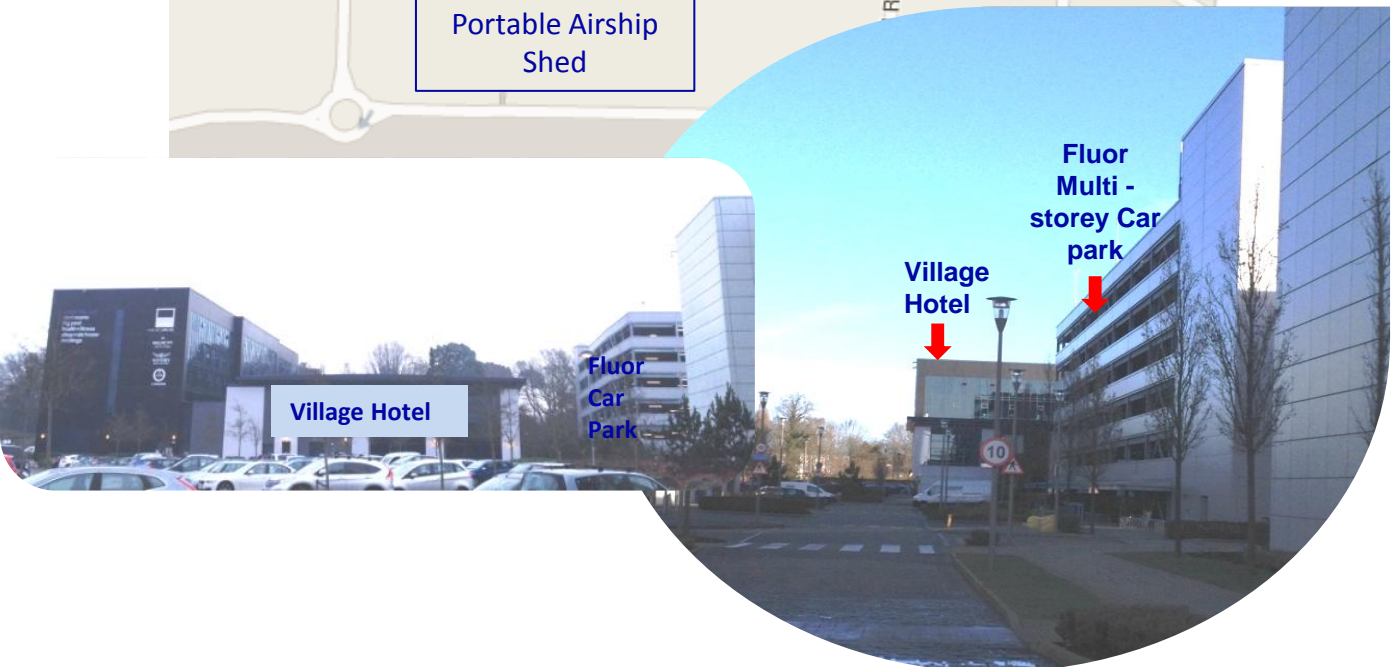 Portable Airship
Shed
R
Fluor
Multi -
storey Car
park
Village
Hotel
10
Fluor
Car
Park
Village Hotel